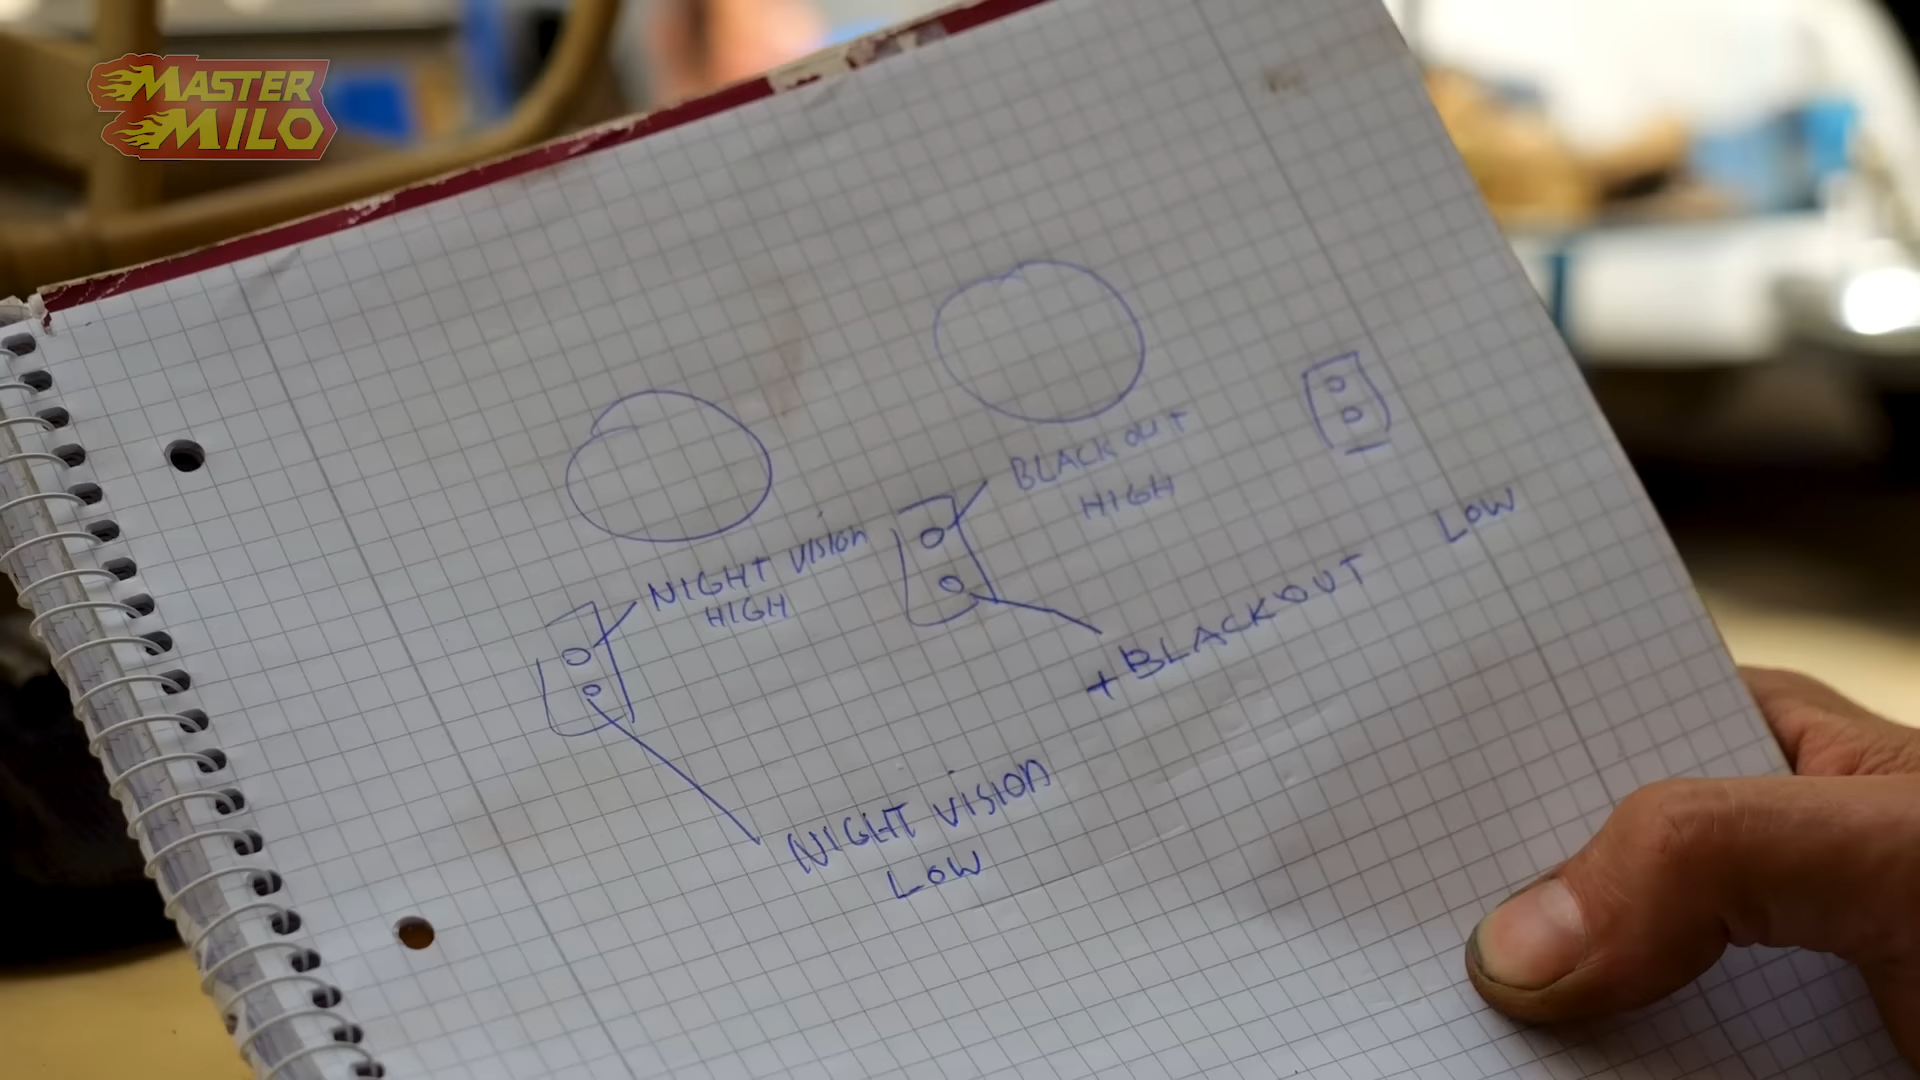 MASTER
MILO
BLACK OUT
HIGH
NIGHT VISION
HIGH
+ BLACKOUT LOW
NIGHT VISION
LOW